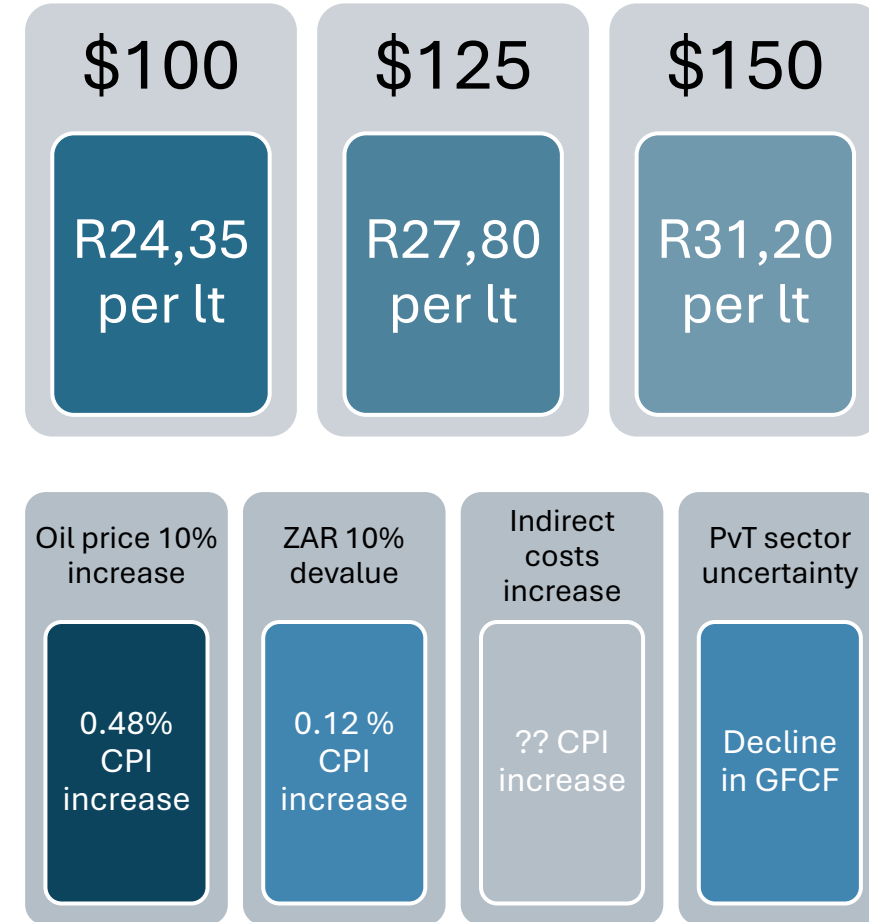 $100
R24,35
per lt
$125
R27,80
per lt
$150
R31,20
per lt
Oil price 10%
increase
0.48%
CPI
increase
ZAR 10%
devalue
0.12 %
CPI
increase
Indirect
costs
increase
?? CPI
increase
PvT sector
uncertainty
Decline
in GFCF